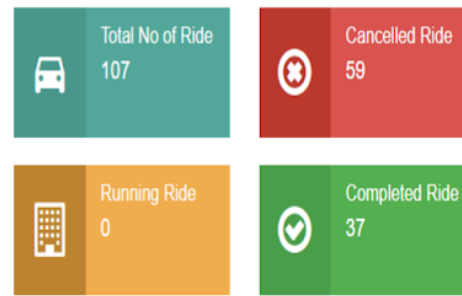 Total No of Ride
107
Cancelled Ride
59
Running Ride
0
Completed Ride
37